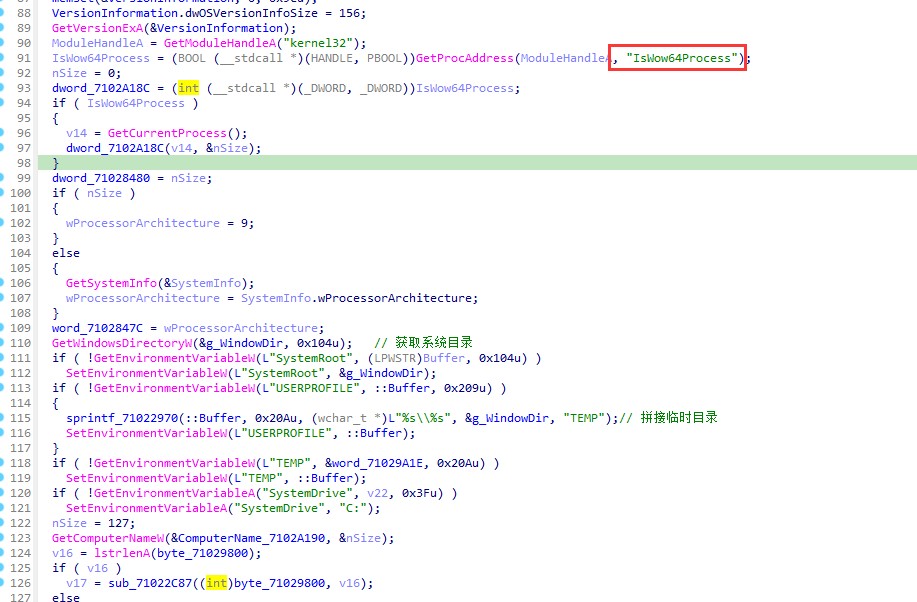 88 VersionInformation.dwOSVersionInfoSize = 156;
89 GetVersionExA(&VersionInformation);
90 ModuleHandleA = GetModuleHandleA("kernel32");
91 IsWow64Process = (BOOL (__stdcall *)(HANDLE, PBOOL))GetProcAddress(ModuleHandleA, "IsWow64Process");
92 nSize = 0;
93 dword_7102A18C = (int (__stdcall *)(_DWORD, _DWORD))IsWow64Process;
94 if ( IsWow64Process )
95 {
96 v14 = GetCurrentProcess();
97 dword_7102A18C(v14, &nSize);
98 }
99 dword_71028480 = nSize;
100 if ( nSize )
101 {
102 wProcessorArchitecture = 9;
103 }
104 else
105 {
106 GetSystemInfo(&SystemInfo);
107 wProcessorArchitecture = SystemInfo.wProcessorArchitecture;
108 }
109 word_7102847C = wProcessorArchitecture;
110 GetWindowsDirectoryW(&g_WindowDir, 0x104u); // 获取系统目录
111 if ( !GetEnvironmentVariableW(L"SystemRoot", (LPWSTR)Buffer, 0x104u) )
112 SetEnvironmentVariableW(L"SystemRoot", &g_WindowDir);
113 if ( !GetEnvironmentVariableW(L"USERPROFILE", ::Buffer, 0x209u) )
114 {
115 sprintf_71022970(::Buffer, 0x20Au, (wchar_t *)L"%s\\%s", &g_WindowDir, "TEMP");// 拼接临时目录
116 SetEnvironmentVariableW(L"USERPROFILE", ::Buffer);
117 }
118 if ( !GetEnvironmentVariableW(L"TEMP", &word_71029A1E, 0x20Au) )
119 SetEnvironmentVariableW(L"TEMP", ::Buffer);
120 if ( !GetEnvironmentVariableA("SystemDrive", v22, 0x3Fu) )
121 SetEnvironmentVariableA("SystemDrive", "C:");
122 nSize = 127;
123 GetComputerNameW(&ComputerName_7102A190, &nSize);
124 v16 = lstrlenA(byte_71029800);
125 if ( v16 )
126 v17 = sub_71022C87((int)byte_71029800, v16);
127 else